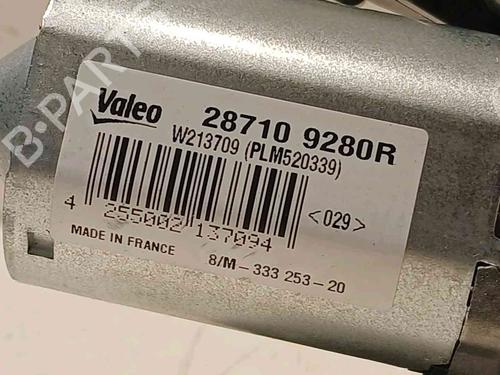 B-PARTS
Valeo
28710 9280R
W213709 (PLM520339)
<029>
4 255002 137094
MADE IN FRANCE
8/M-333 253-20